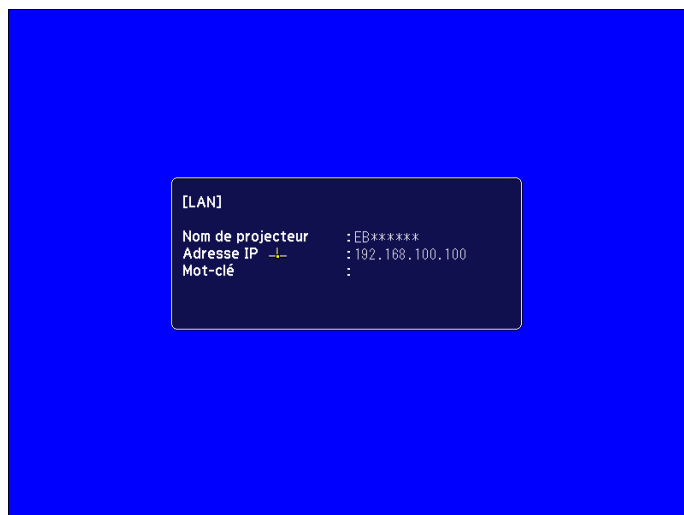 [LAN]
Nom de projecteur :EB******
Adresse IP :192.168.100.100
Mot-clé :